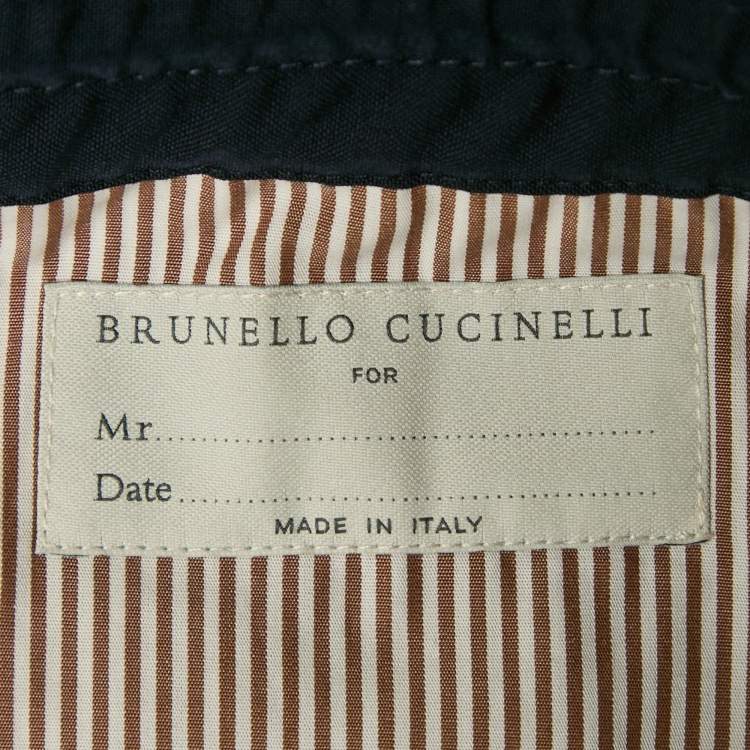 BRUNELLO CUCINELLI
FOR
Mr....................................................
Date..................................................
MADE IN ITALY